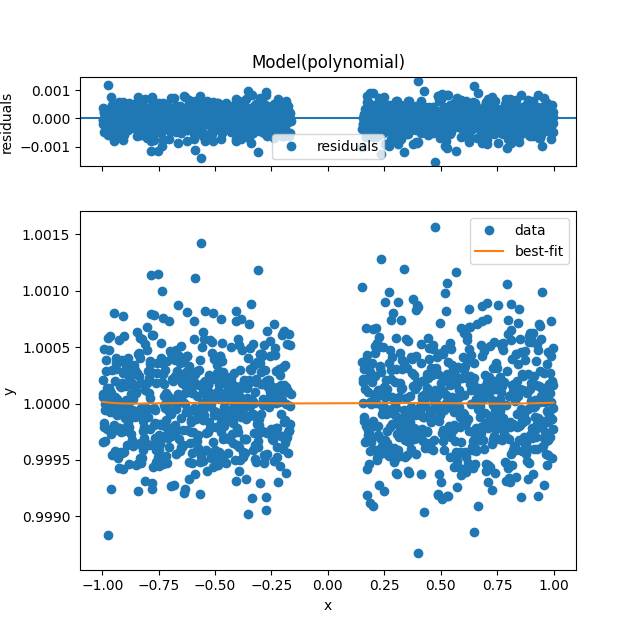 Model(polynomial)
residuals
0.001
0.000
−0.001
residuals
y
1.0015
1.0010
1.0005
1.0000
0.9995
0.9990
data
best-fit
−1.00 −0.75 −0.50 −0.25 0.00 0.25 0.50 0.75 1.00
x